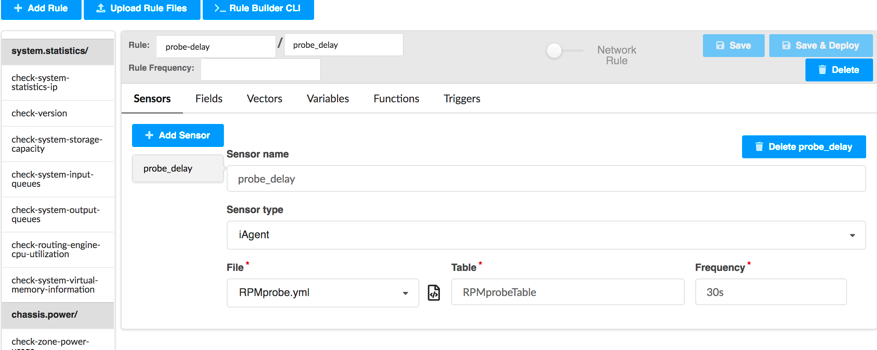 + Add Rule Upload Rule Files >_ Rule Builder CLI
system.statistics/
check-system-
statistics-ip
check-version
check-system-storage-
capacity
check-system-input-
queues
check-system-output-
queues
check-routing-engine-
cpu-utilization
check-system-virtual-
memory-information
chassis.power/
check-zone-power-
Rule: probe-delay / probe_delay
Network
Rule
Save Save & Deploy
Rule Frequency:
Delete
Sensors Fields Vectors Variables Functions Triggers
+ Add Sensor
probe_delay
Delete probe_delay
Sensor name
probe_delay
Sensor type
iAgent
File * Table * Frequency *
RPMprobe.yml RPMprobeTable 30s